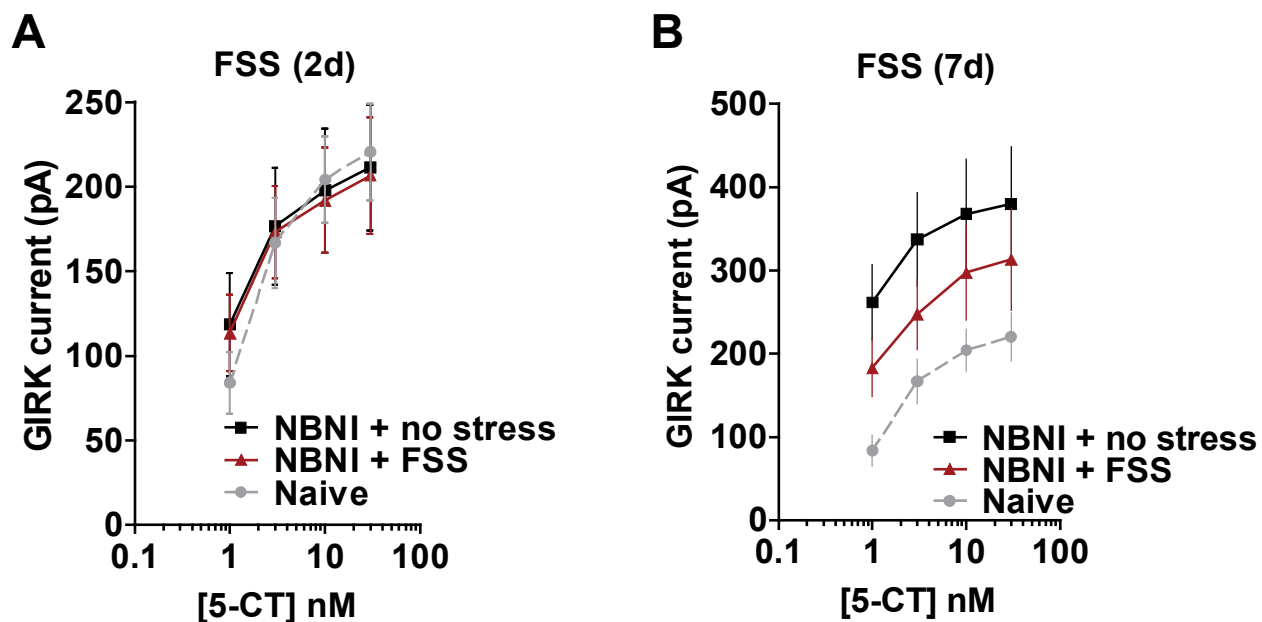 A
FSS (2d)
GIRK current (pA)
250
200
150
100
50
0
NBNI + no stress
NBNI + FSS
Naive
0.1 1 10 100
[5-CT] nM
B
FSS (7d)
GIRK current (pA)
500
400
300
200
100
0
NBNI + no stress
NBNI + FSS
Naive
0.1 1 10 100
[5-CT] nM